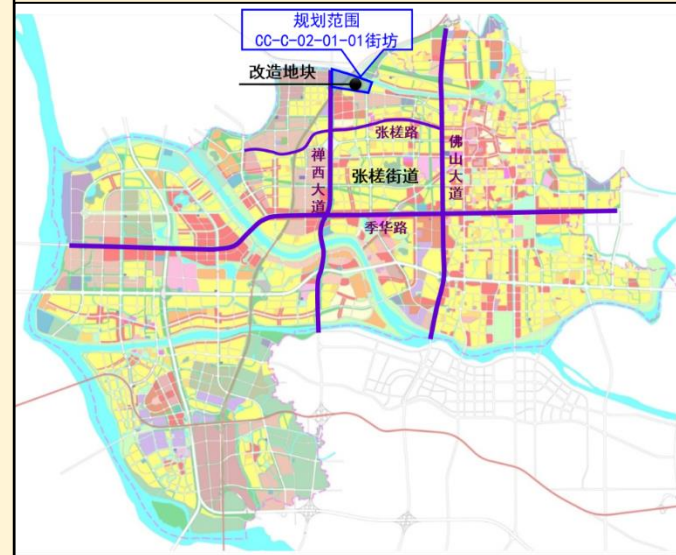 规划范围
CC-C-02-01-01街坊
改造地块
张槎路
佛山大道
禅西大道
张槎街道
季华路